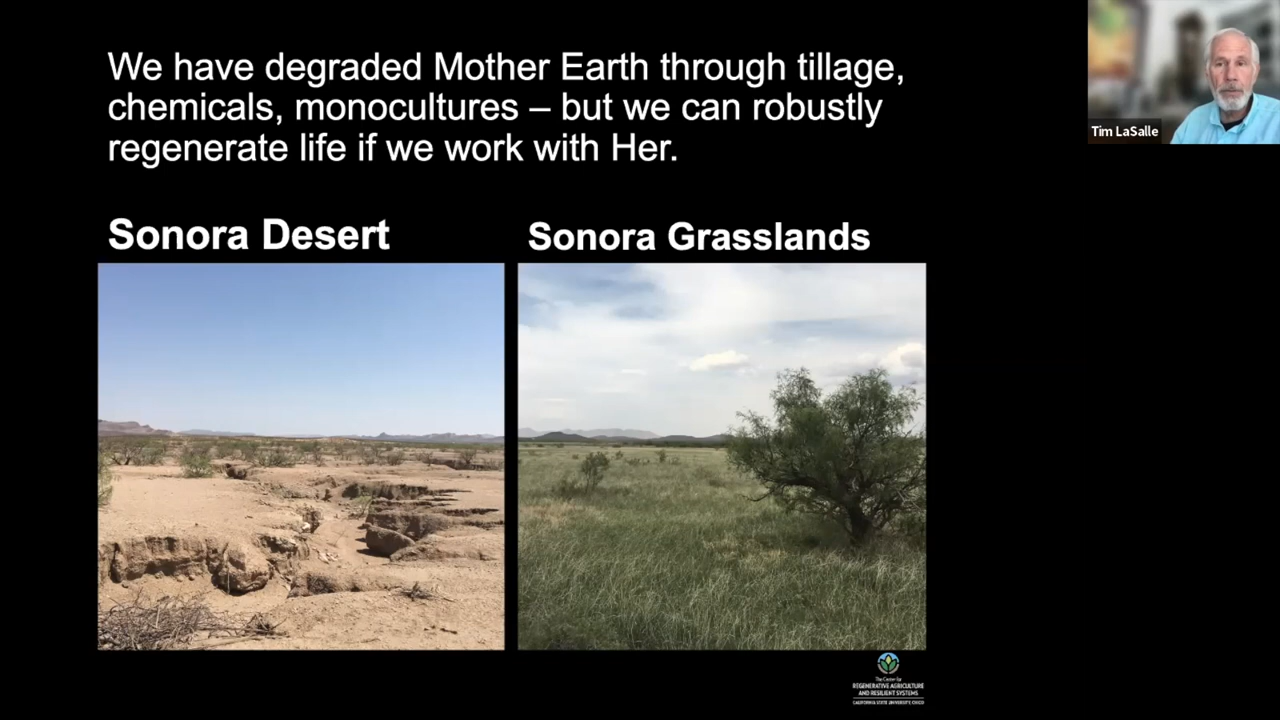 We have degraded Mother Earth through tillage,
chemicals, monocultures – but we can robustly
regenerate life if we work with Her.
Tim LaSalle
Sonora Desert
Sonora Grasslands
The Center for
REGENERATIVE AGRICULTURE
AND RESILIENT SYSTEMS
CALIFORNIA STATE UNIVERSITY, CHICO